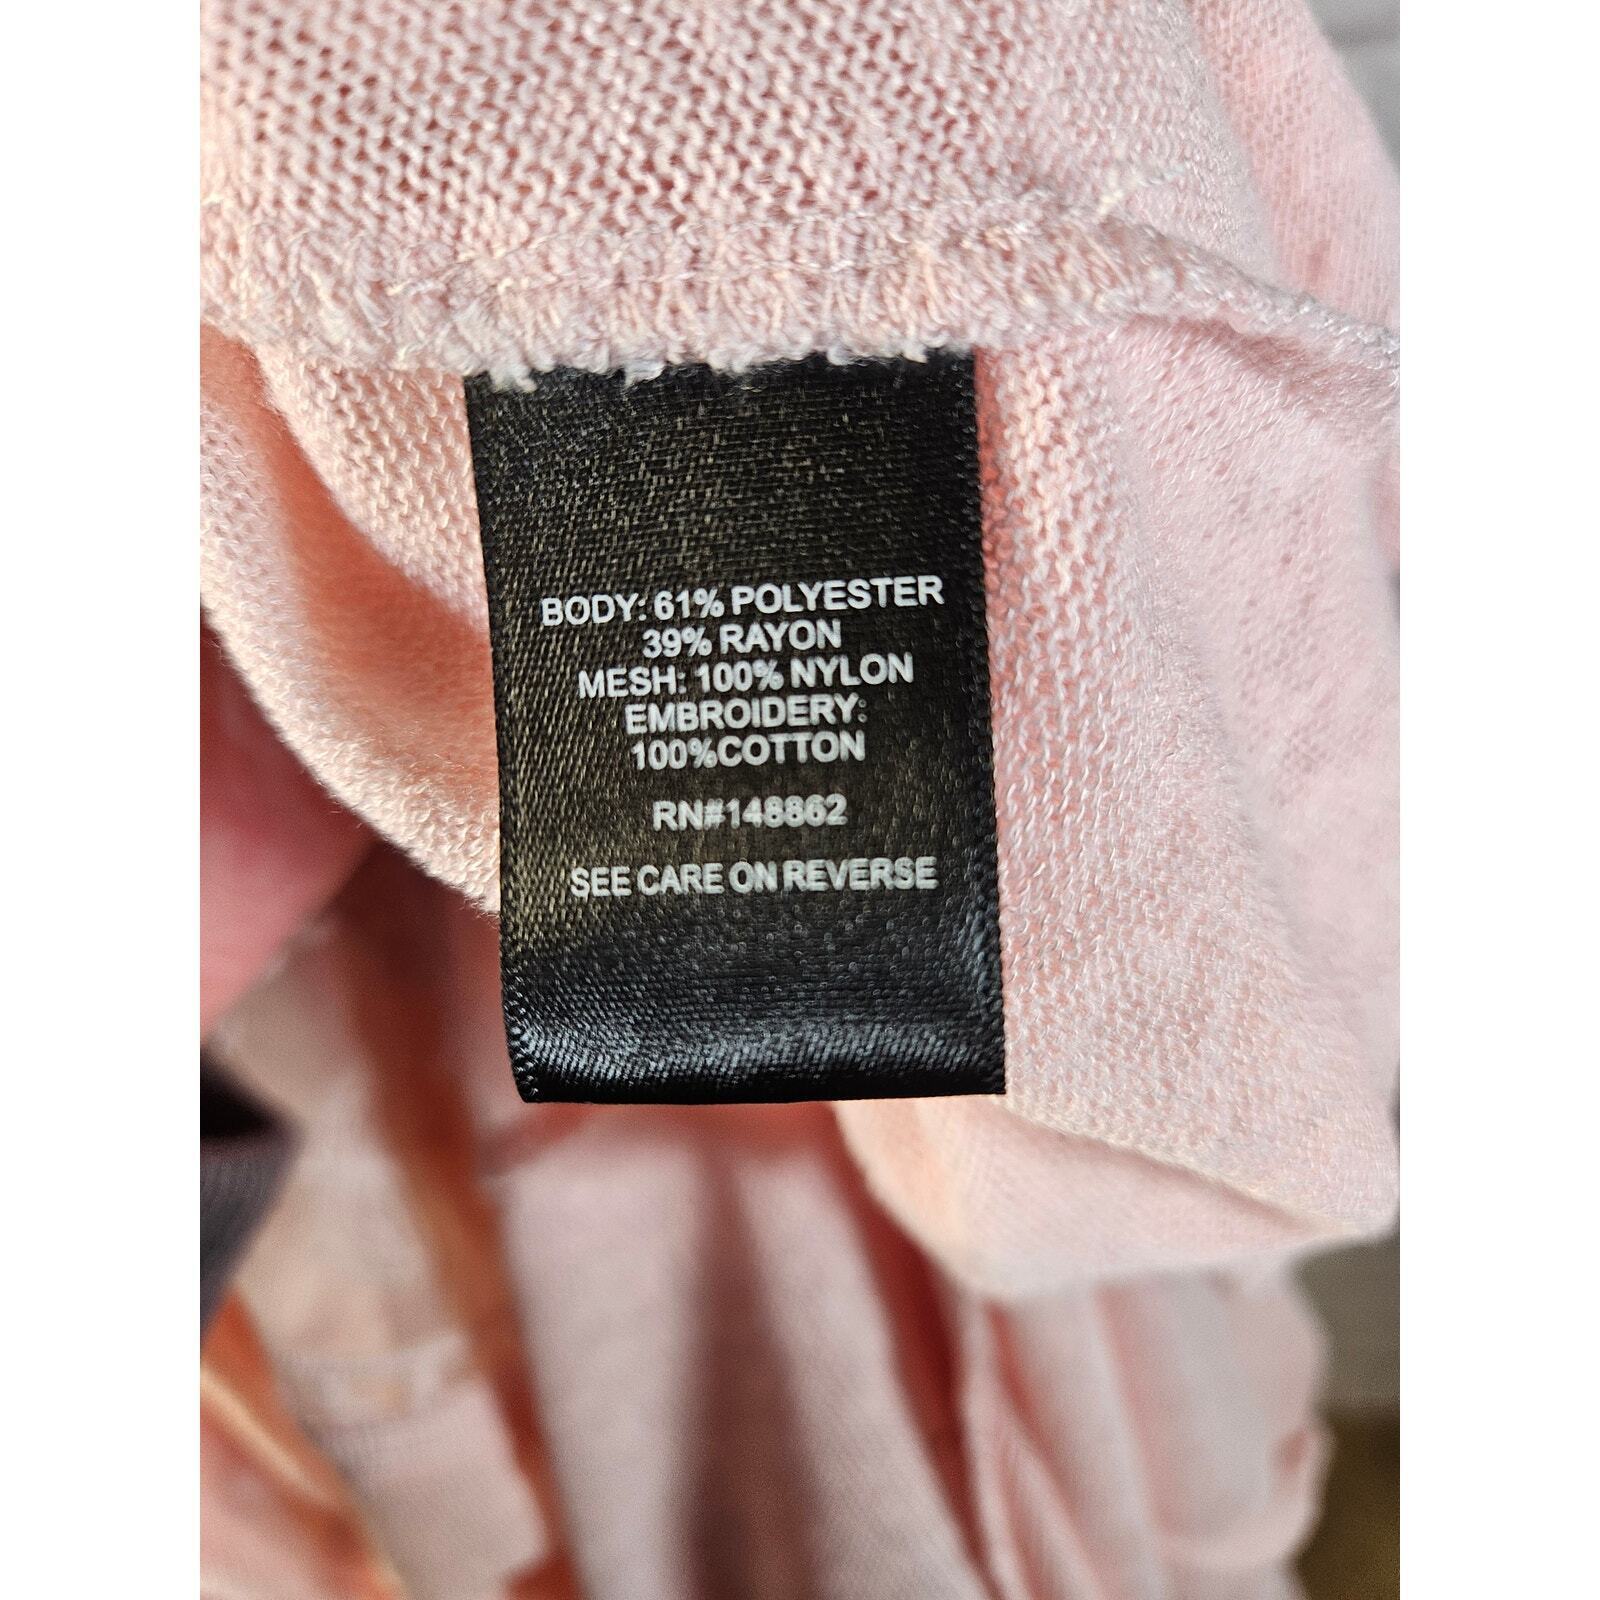 BODY: 61% POLYESTER
39% RAYON
MESH: 100% NYLON
EMBROIDERY:
100%COTTON
RN#148862
SEE CARE ON REVERSE